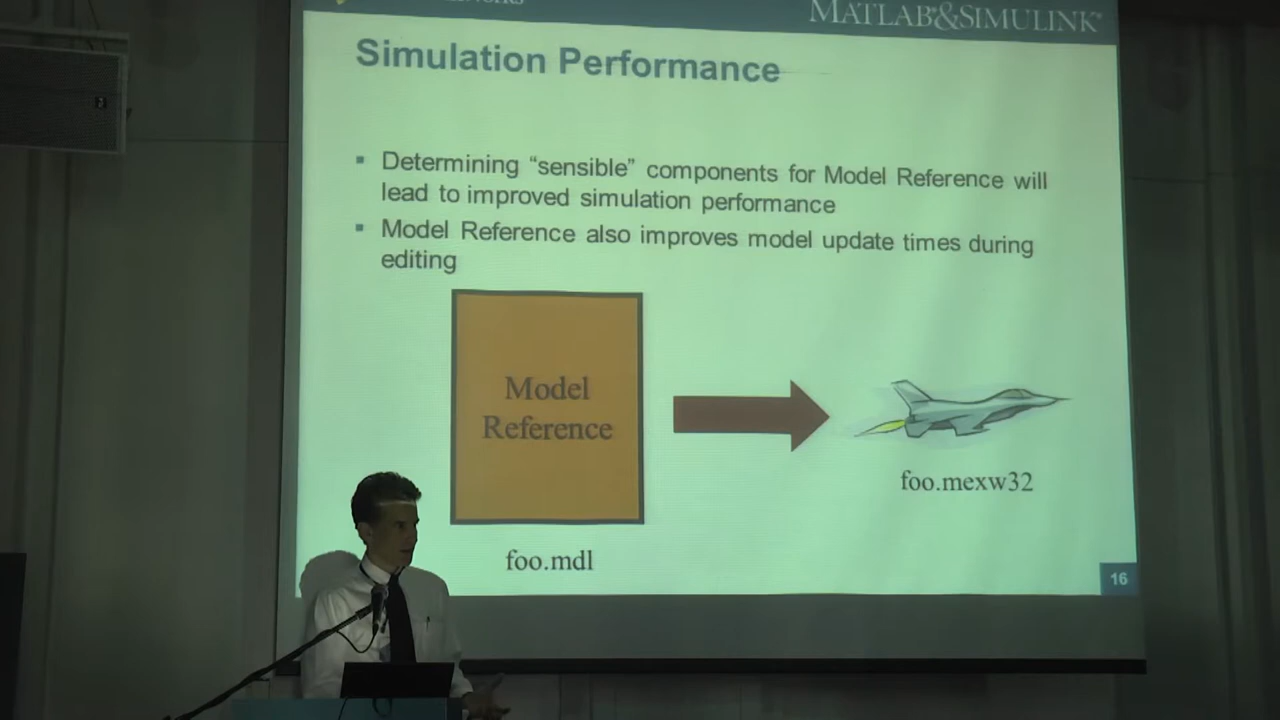 MATLAB&SIMULINK®
Simulation Performance
▪ Determining “sensible” components for Model Reference will
lead to improved simulation performance
▪ Model Reference also improves model update times during
editing
Model
Reference
foo.mexw32
foo.mdl
16